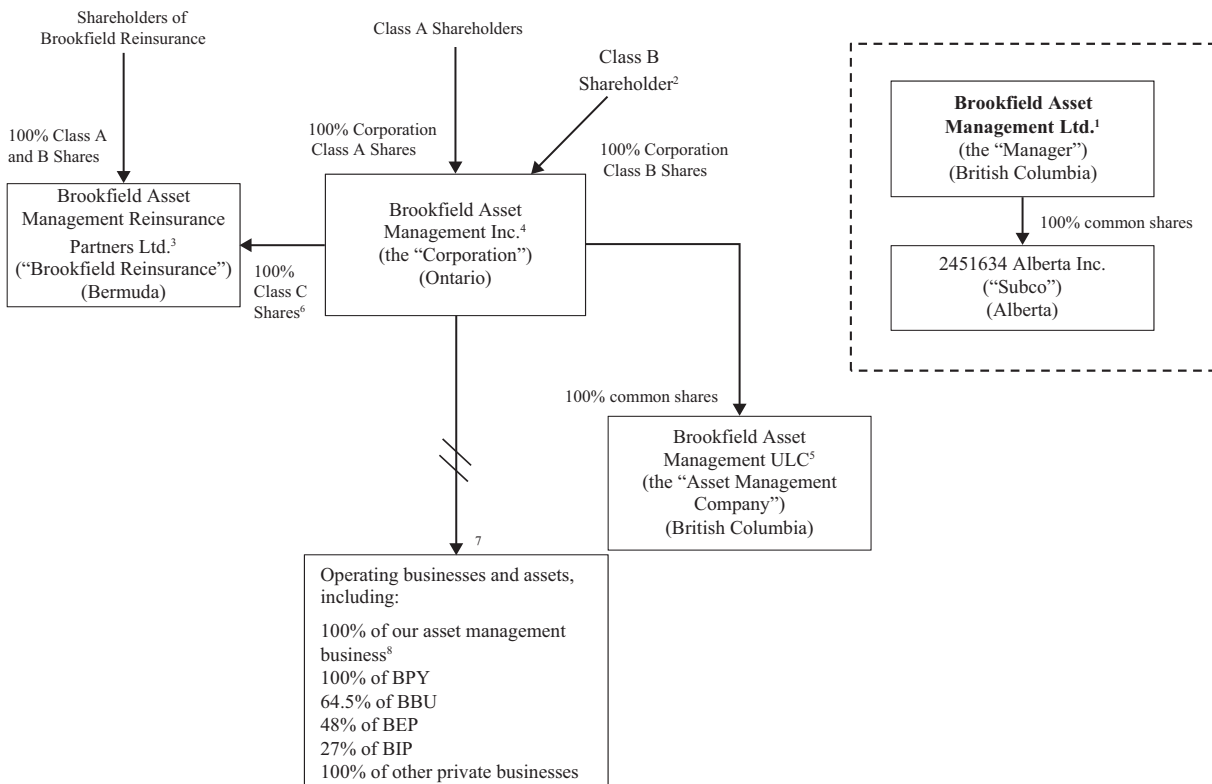 Shareholders of
Brookfield Reinsurance
Class A Shareholders
Class B
Shareholder²
100% Class A
and B Shares
100% Corporation
Class A Shares
100% Corporation
Class B Shares
Brookfield Asset
Management Ltd.¹
(the “Manager”)
(British Columbia)
100% common shares
2451634 Alberta Inc.
(“Subco”)
(Alberta)
Brookfield Asset
Management Reinsurance
Partners Ltd.³
(“Brookfield Reinsurance”)
(Bermuda)
100%
Class C
Shares⁶
Brookfield Asset
Management Inc.⁴
(the “Corporation”)
(Ontario)
100% common shares
Brookfield Asset
Management ULC⁵
(the “Asset Management
Company”)
(British Columbia)
7
Operating businesses and assets,
including:
100% of our asset management
business⁸
100% of BPY
64.5% of BBU
48% of BEP
27% of BIP
100% of other private businesses